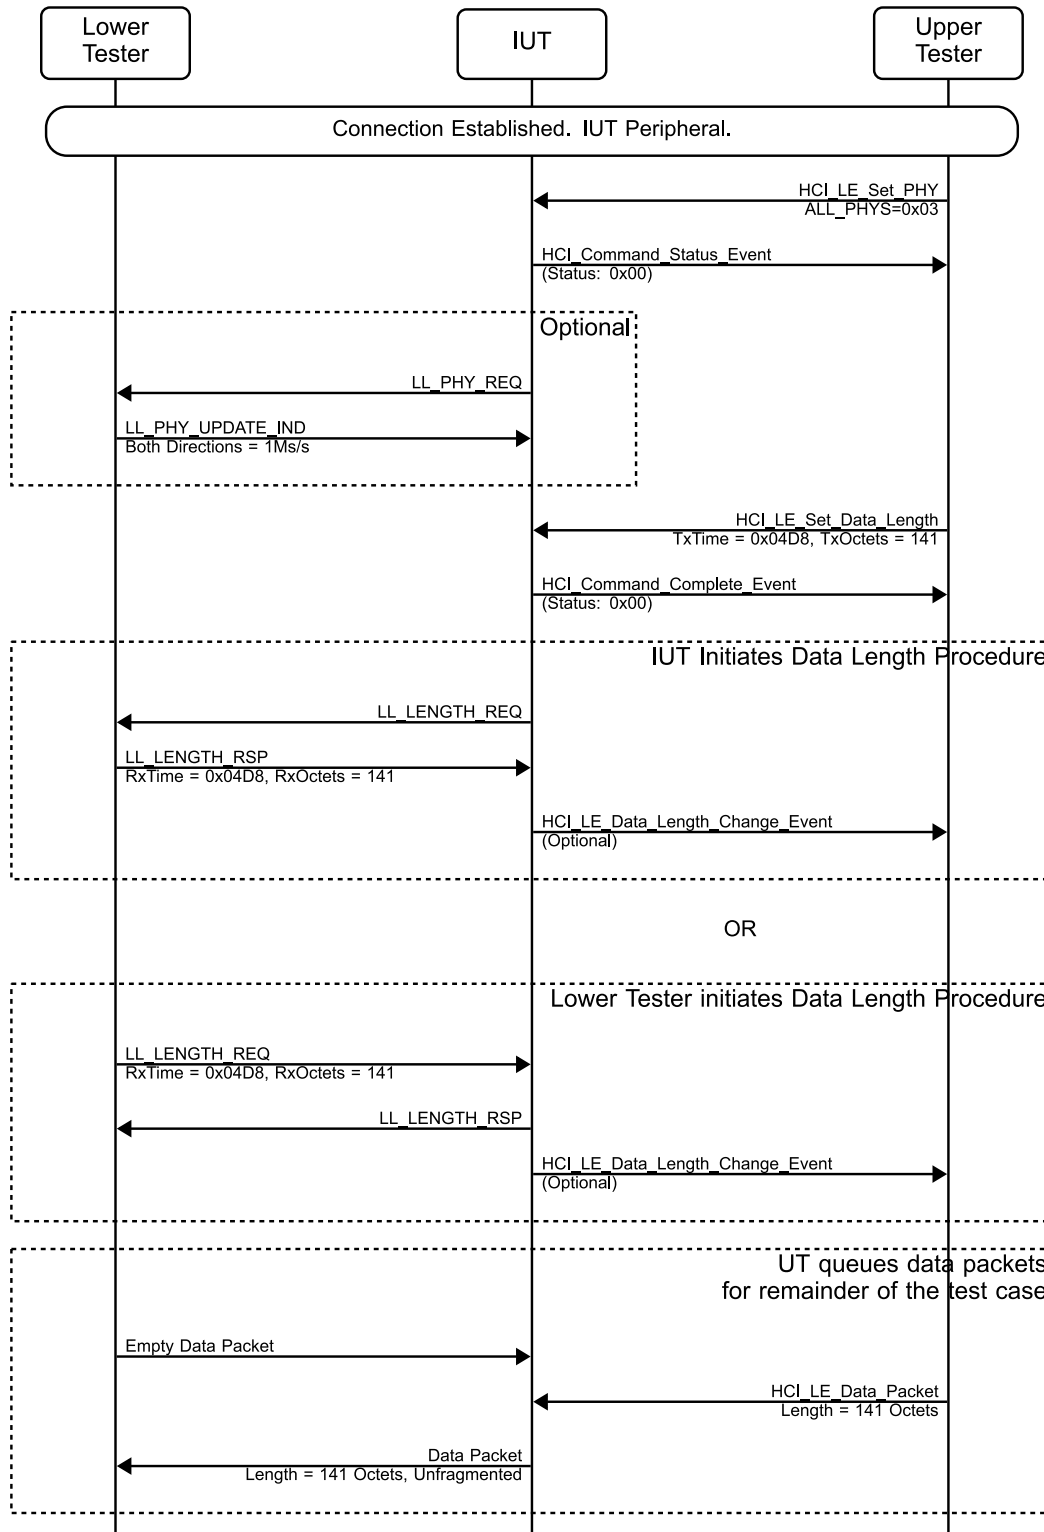 Lower
Tester
IUT
Upper
Tester
Connection Established. IUT Peripheral.
HCI_LE_Set_PHY
ALL_PHYS=0x03
HCI_Command_Status_Event
(Status: 0x00)
Optional
LL_PHY_REQ
LL_PHY_UPDATE_IND
Both Directions = 1Ms/s
HCI_LE_Set_Data_Length
TxTime = 0x04D8, TxOctets = 141
HCI_Command_Complete_Event
(Status: 0x00)
IUT Initiates Data Length Procedure
LL_LENGTH_REQ
LL_LENGTH_RSP
RxTime = 0x04D8, RxOctets = 141
HCI_LE_Data_Length_Change_Event
(Optional)
OR
Lower Tester initiates Data Length Procedure
LL_LENGTH_REQ
RxTime = 0x04D8, RxOctets = 141
LL_LENGTH_RSP
HCI_LE_Data_Length_Change_Event
(Optional)
UT queues data packets
for remainder of the test case
Empty Data Packet
HCI_LE_Data_Packet
Length = 141 Octets
Data Packet
Length = 141 Octets, Unfragmented